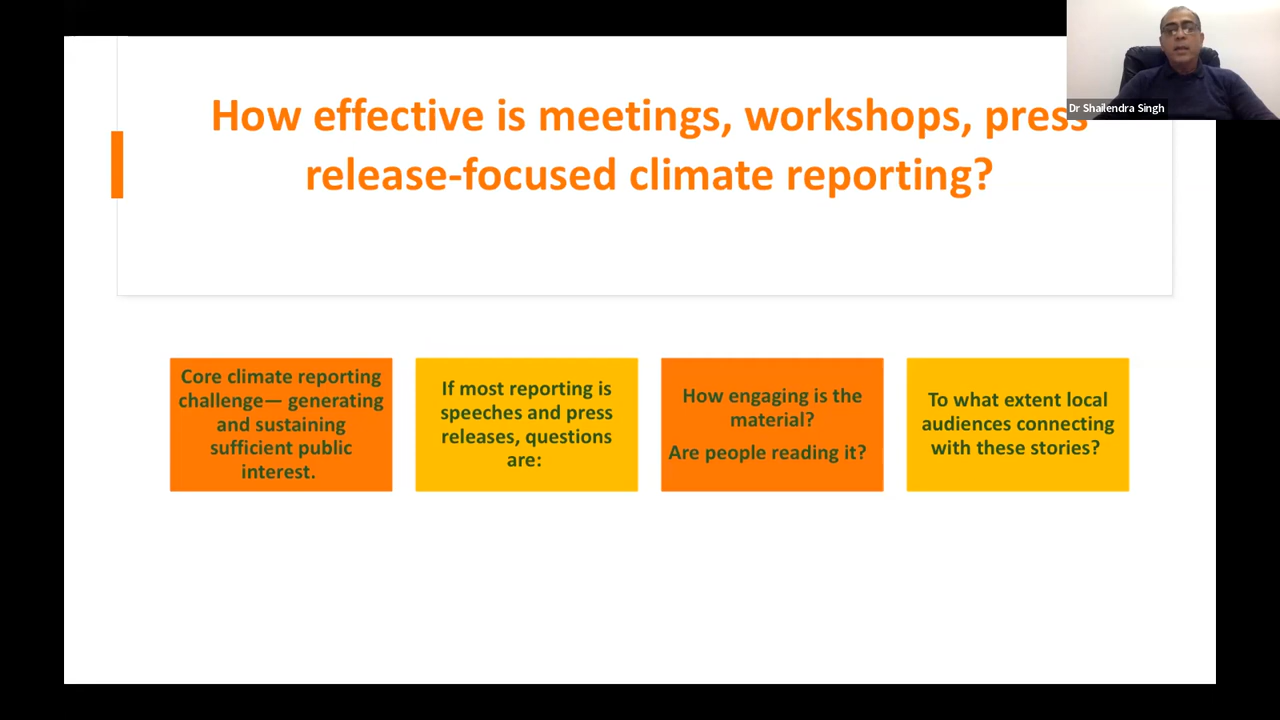 How effective is meetings, workshops, press
release-focused climate reporting?
Dr Shailendra Singh
Core climate reporting
challenge— generating
and sustaining
sufficient public
interest.
If most reporting is
speeches and press
releases, questions
are:
How engaging is the
material?
Are people reading it?
To what extent local
audiences connecting
with these stories?